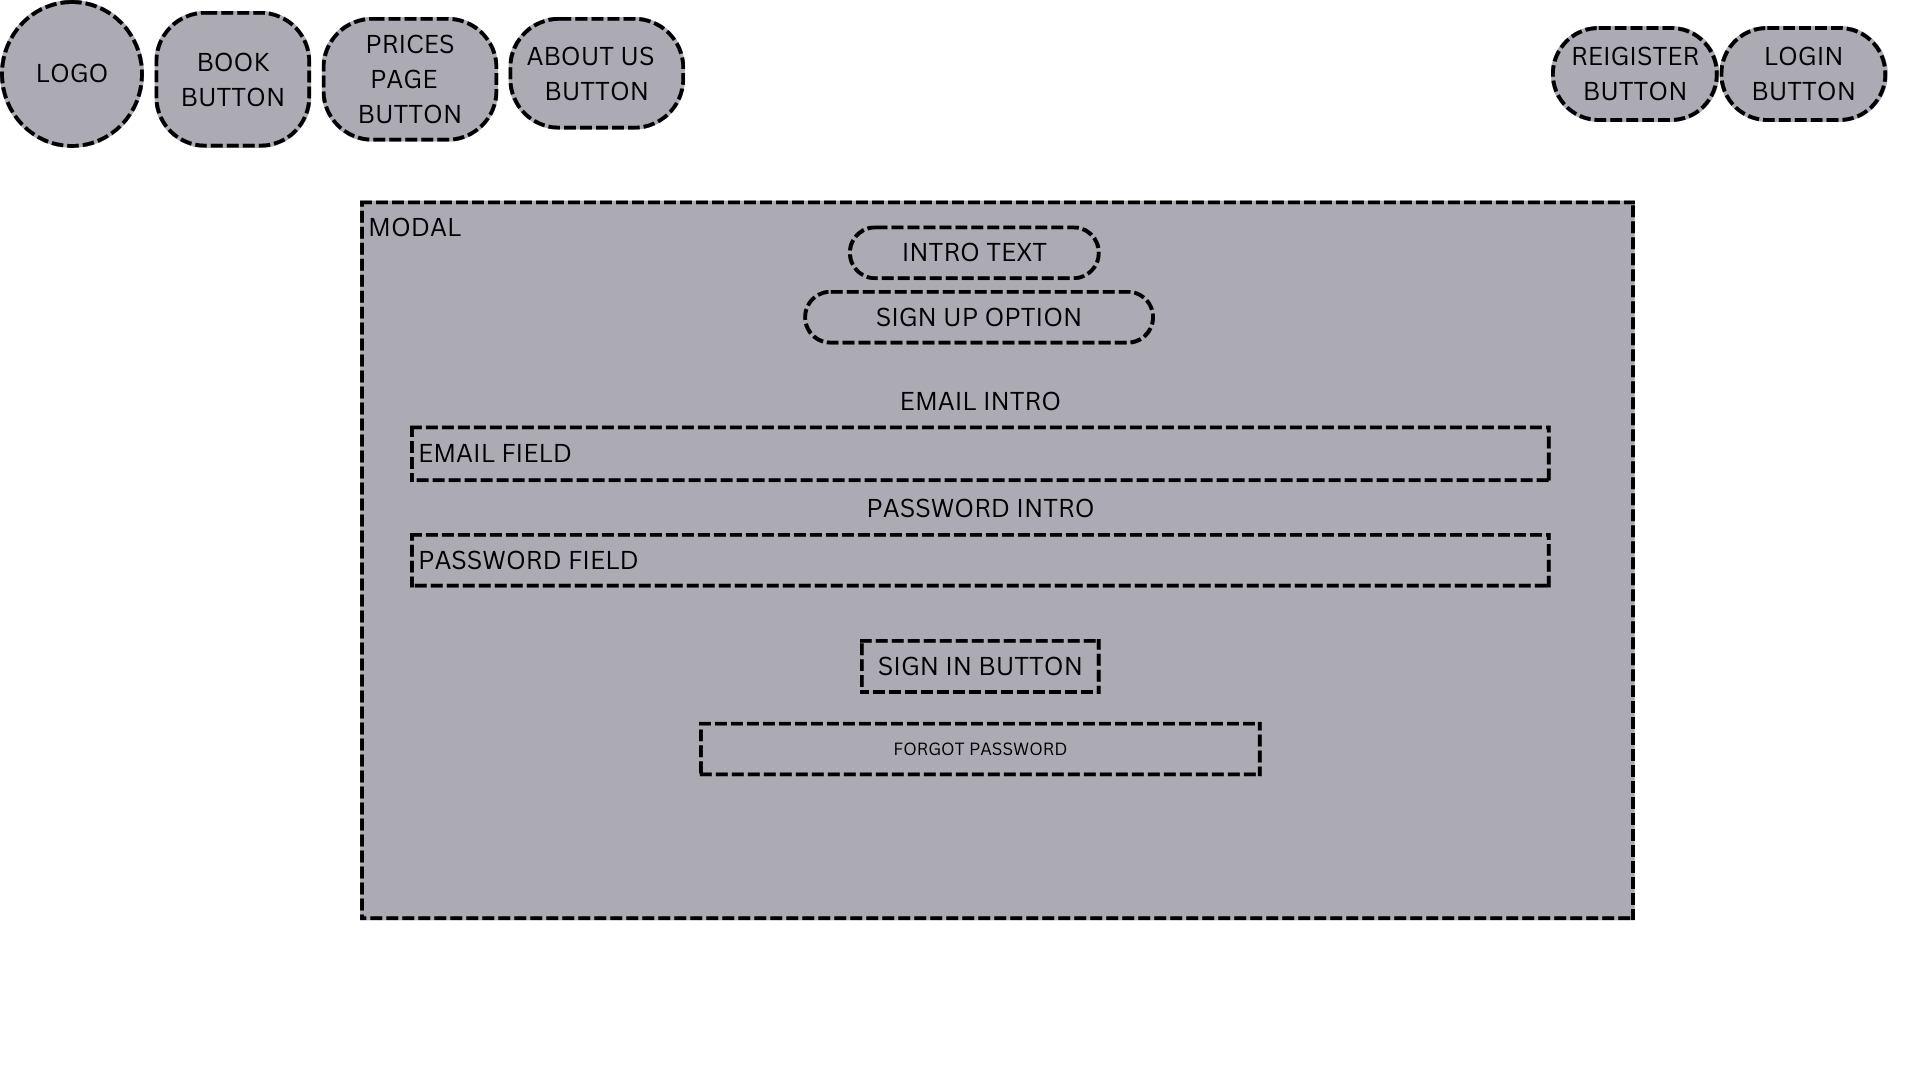 LOGO
BOOK
BUTTON
PRICES
PAGE
BUTTON
ABOUT US
BUTTON
REIGISTER
BUTTON
LOGIN
BUTTON
MODAL
INTRO TEXT
SIGN UP OPTION
EMAIL INTRO
EMAIL FIELD
PASSWORD INTRO
PASSWORD FIELD
SIGN IN BUTTON
FORGOT PASSWORD